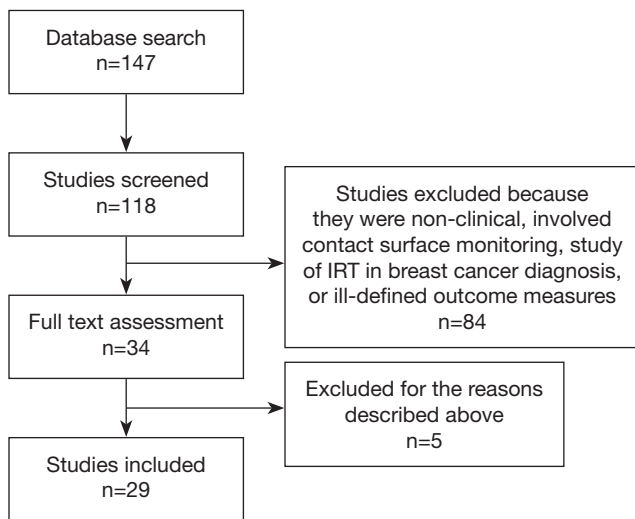 Database search
n=147
Studies screened
n=118
Studies excluded because
they were non-clinical, involved
contact surface monitoring, study
of IRT in breast cancer diagnosis,
or ill-defined outcome measures
n=84
Full text assessment
n=34
Excluded for the reasons
described above
n=5
Studies included
n=29